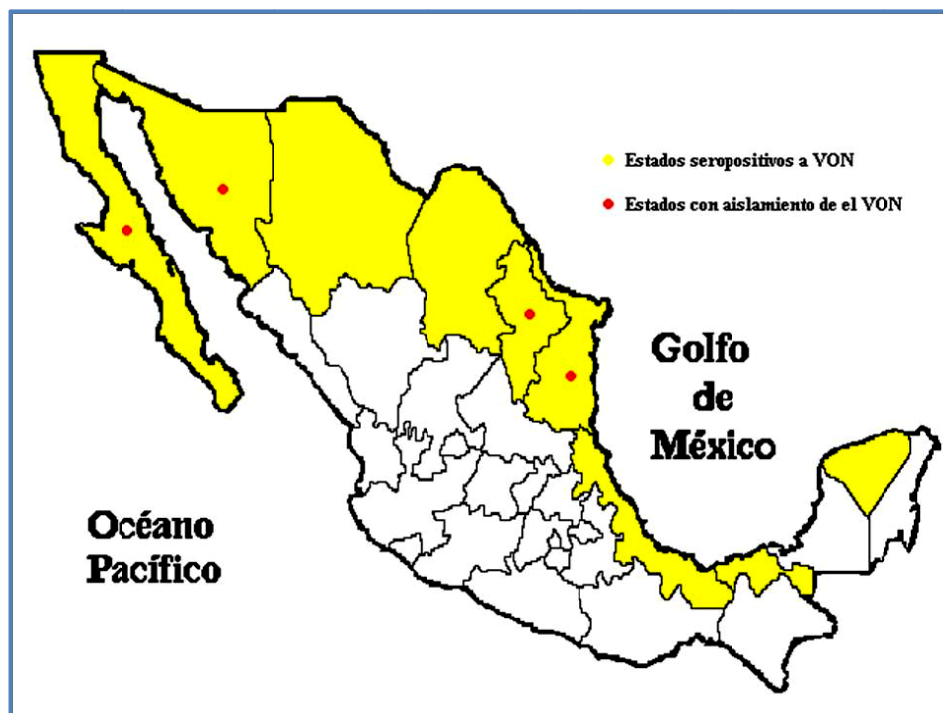 Estados seropositivos a VON
Estados con aislamiento de el VON
Golfo
de
México
Océano
Pacífico